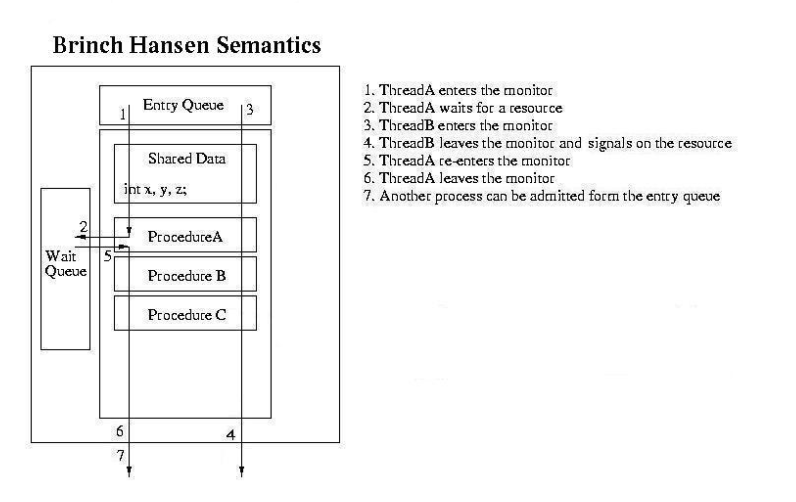 Brinch Hansen Semantics
1
Entry Queue
3
Shared Data
int x, y, z;
2
ProcedureA
Wait
Queue
5
Procedure B
Procedure C
6
4
7
1. ThreadA enters the monitor
2. ThreadA waits for a resource
3. ThreadB enters the monitor
4. ThreadB leaves the monitor and signals on the resource
5. ThreadA re-enters the monitor
6. ThreadA leaves the monitor
7. Another process can be admitted form the entry queue